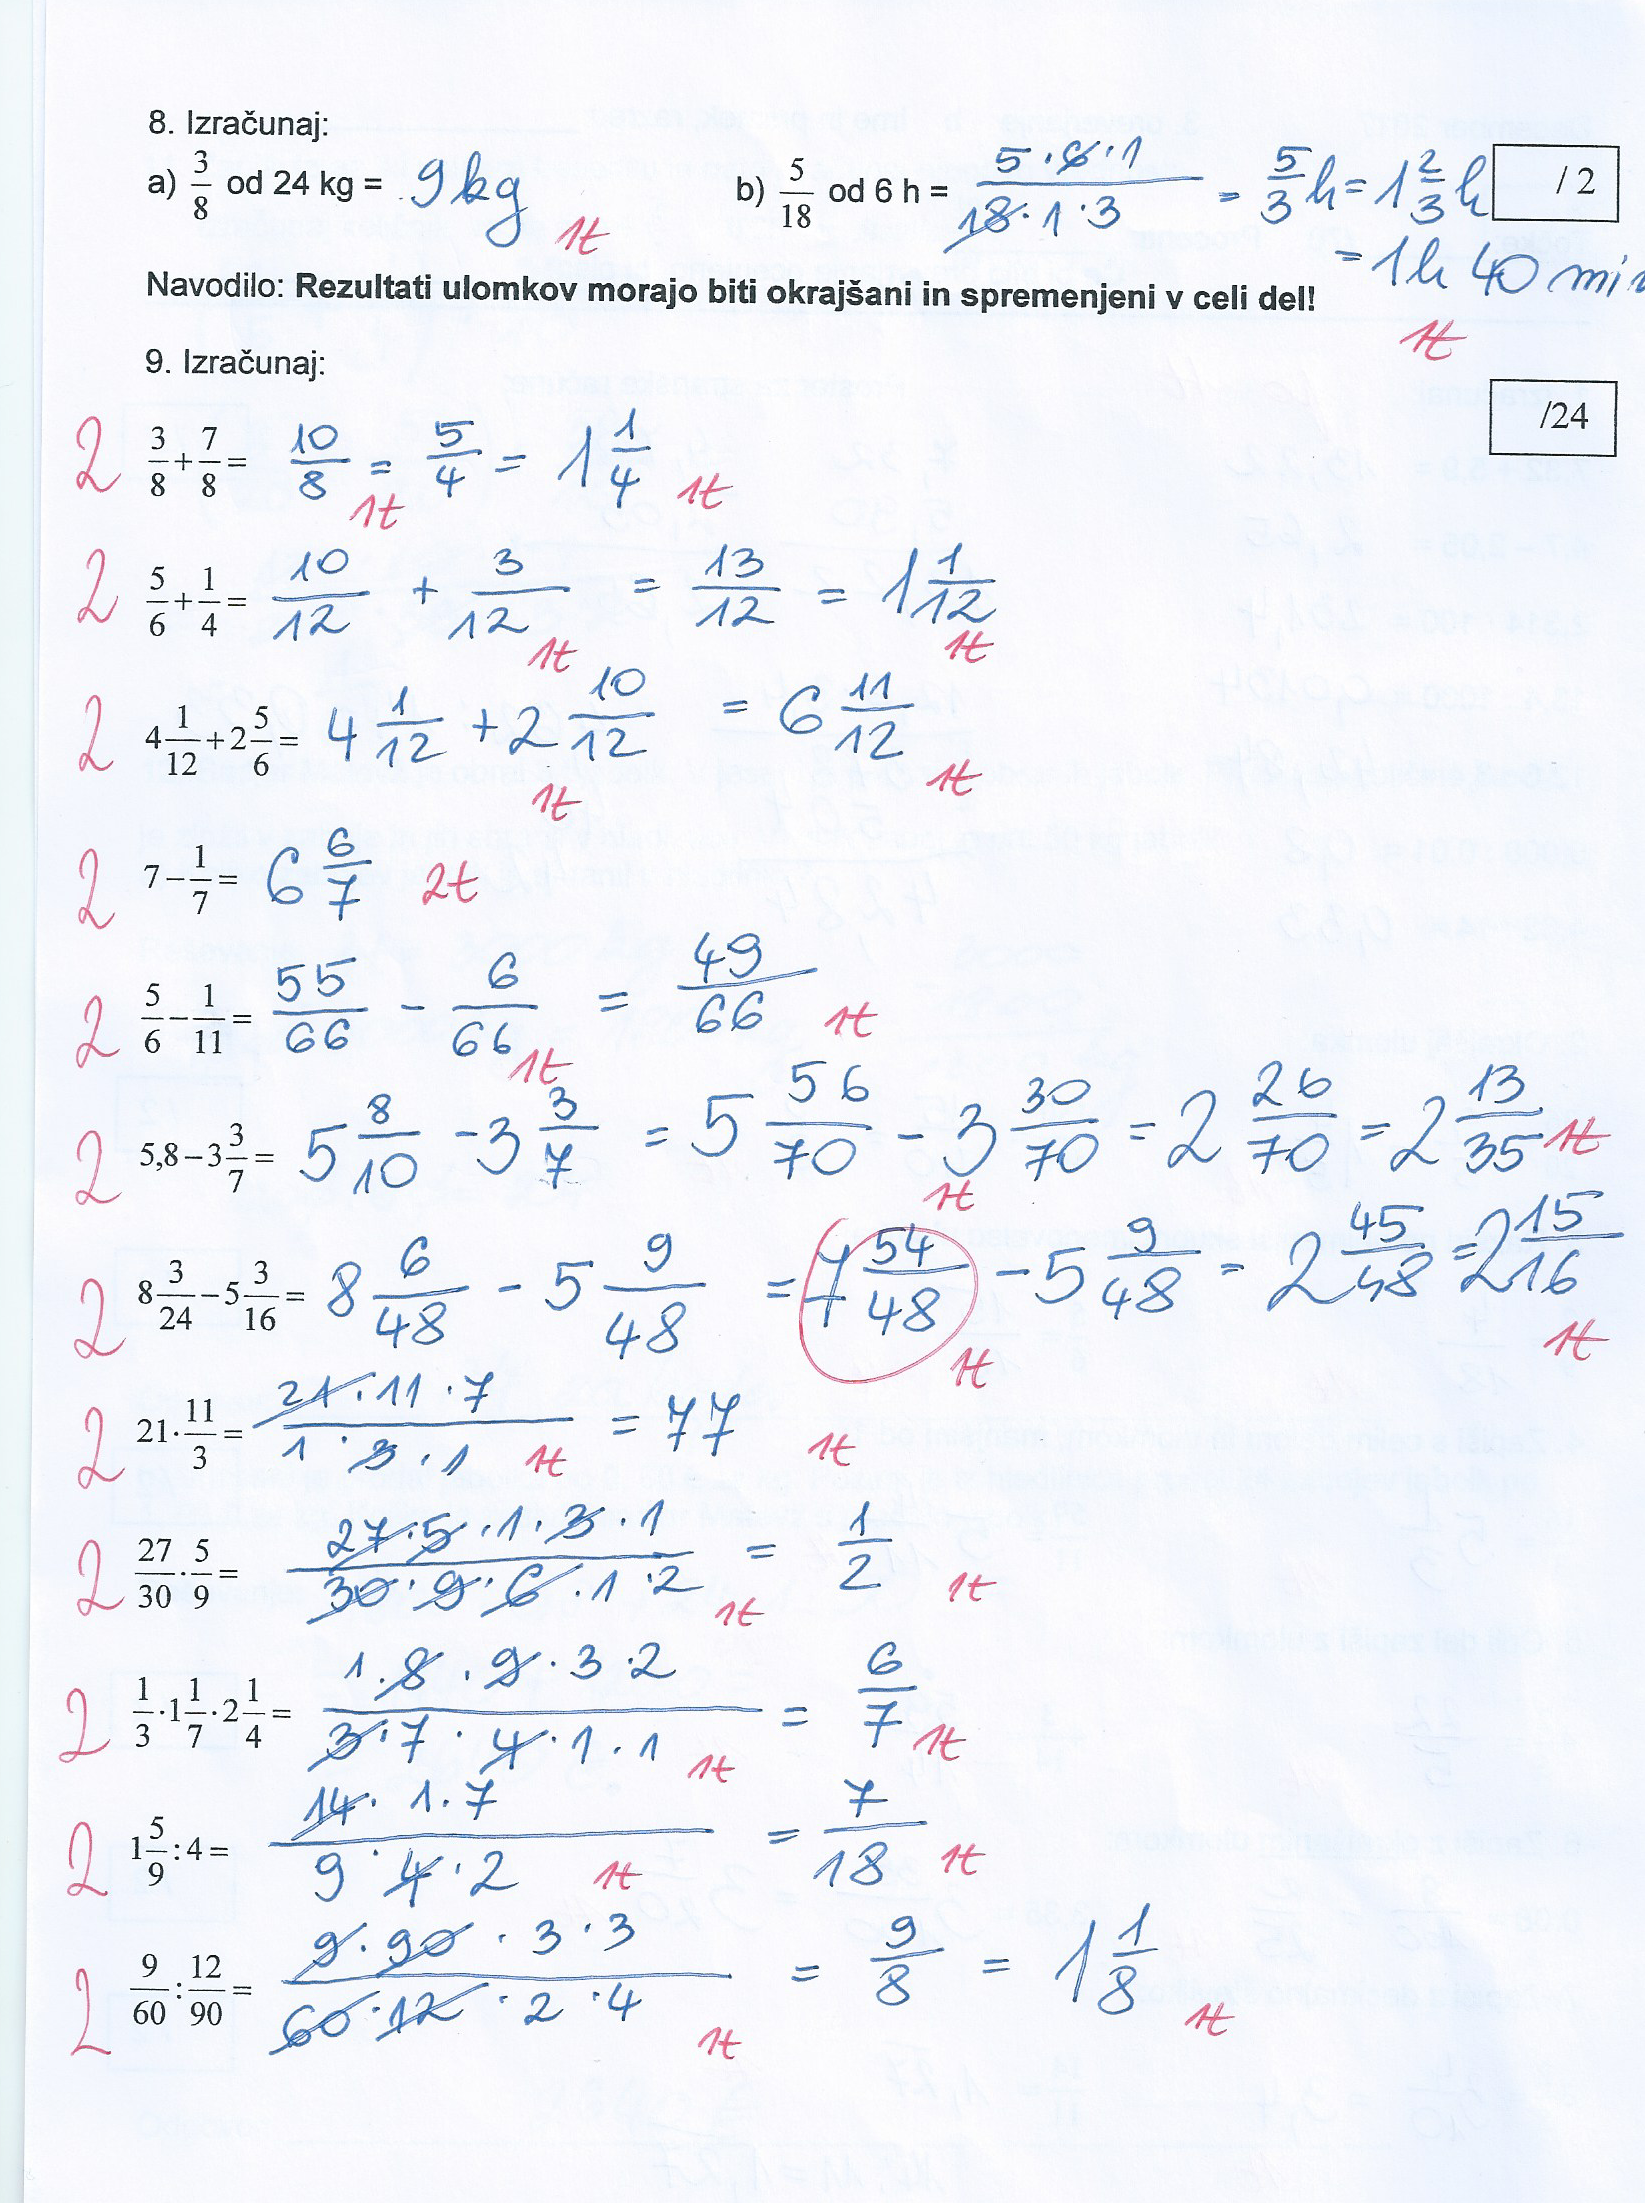 8. Izračunaj:
a) 3/8 od 24 kg = 9 kg 1t
b) 5/18 od 6 h = (5·6·1)/(18·1·3) = 5/3 h = 1 2/3 h
= 1h 40 min
1t
/ 2
Navodilo: Rezultati ulomkov morajo biti okrajšani in spremenjeni v celi del!
9. Izračunaj:
/24
2 3/8 + 7/8 = 10/8 1t = 5/4 = 1 1/4 1t
2 5/6 + 1/4 = 10/12 + 3/12 1t = 13/12 = 1 1/12 1t
2 4 1/12 + 2 5/6 = 4 1/12 + 2 10/12 1t = 6 11/12 1t
2 7 − 1/7 = 6 6/7 2t
2 5/6 − 1/11 = 55/66 − 6/66 1t = 49/66 1t
2 5,8 − 3 3/7 = 5 8/10 − 3 3/7 = 5 56/70 − 3 30/70 1t = 2 26/70 = 2 13/35 1t
2 8 3/24 − 5 3/16 = 8 6/48 − 5 9/48 = 7 54/48 1t − 5 9/48 = 2 45/48 = 2 15/16 1t
2 21 · 11/3 = (21·11·7)/(1·3·1) 1t = 77 1t
2 27/30 · 5/9 = (27·5·1·3·1)/(30·9·6·1·2) 1t = 1/2 1t
2 1/3 · 1 1/7 · 2 1/4 = (1·8·9·3·2)/(3·7·4·1·1) 1t = 6/7 1t
2 1 5/9 : 4 = (14·1·7)/(9·4·2) 1t = 7/18 1t
2 9/60 : 12/90 = (9·90·3·3)/(60·12·2·4) 1t = 9/8 = 1 1/8 1t